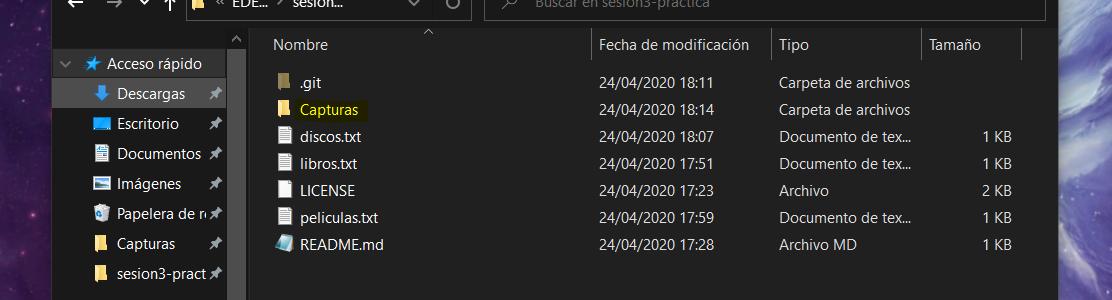 EDE... sesion... Buscar en sesion3-practica
Nombre Fecha de modificación Tipo Tamaño
Acceso rápido
Descargas
Escritorio
Documentos
Imágenes
Papelera de r
Capturas
sesion3-pract
.git 24/04/2020 18:11 Carpeta de archivos
Capturas 24/04/2020 18:14 Carpeta de archivos
discos.txt 24/04/2020 18:07 Documento de tex... 1 KB
libros.txt 24/04/2020 17:51 Documento de tex... 1 KB
LICENSE 24/04/2020 17:23 Archivo 2 KB
peliculas.txt 24/04/2020 17:59 Documento de tex... 1 KB
README.md 24/04/2020 17:28 Archivo MD 1 KB